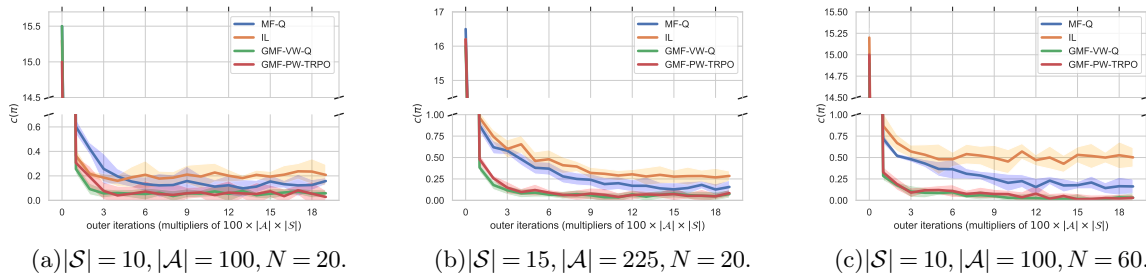 15.5
15.0
14.5
0.6
0.4
0.2
0.0
c(π)
MF-Q
IL
GMF-VW-Q
GMF-PW-TRPO
0 3 6 9 12 15 18
outer iterations (multipliers of 100 × |𝒜| × |S|)
(a)|𝒮| = 10, |𝒜| = 100, N = 20.
17
16
15
1.00
0.75
0.50
0.25
0.00
c(π)
MF-Q
IL
GMF-VW-Q
GMF-PW-TRPO
0 3 6 9 12 15 18
outer iterations (multipliers of 100 × |𝒜| × |S|)
(b)|𝒮| = 15, |𝒜| = 225, N = 20.
15.50
15.25
15.00
14.75
14.50
1.00
0.75
0.50
0.25
0.00
c(π)
MF-Q
IL
GMF-VW-Q
GMF-PW-TRPO
0 3 6 9 12 15 18
outer iterations (multipliers of 100 × |𝒜| × |S|)
(c)|𝒮| = 10, |𝒜| = 100, N = 60